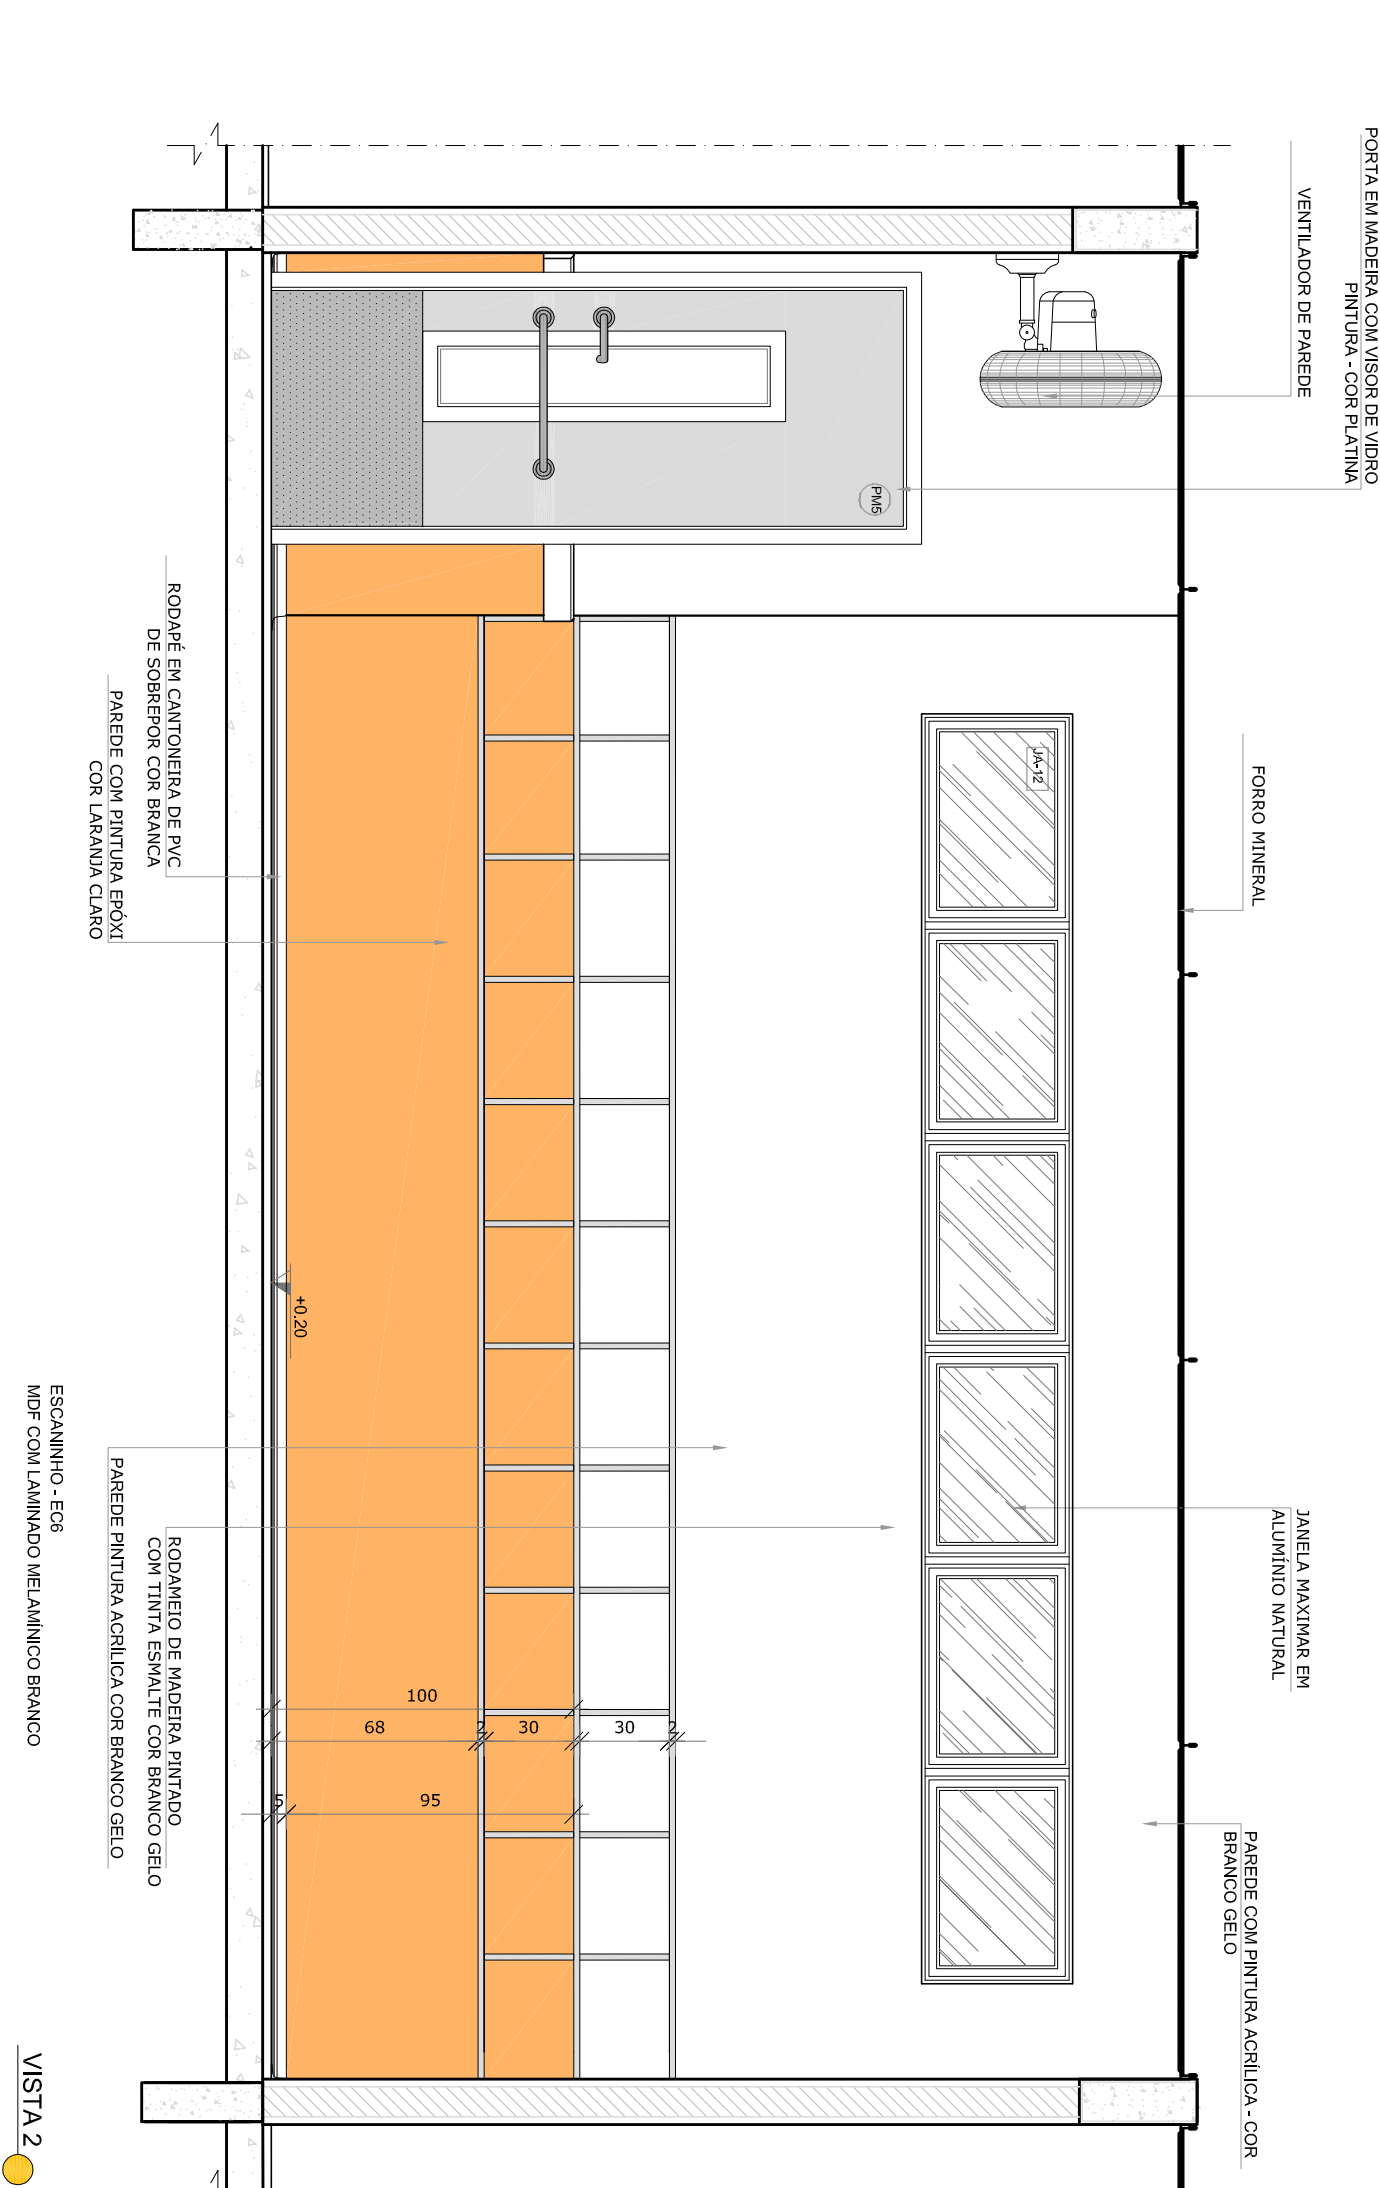 PORTA EM MADEIRA COM VISOR DE VIDRO
PINTURA - COR PLATINA
VENTILADOR DE PAREDE
FORRO MINERAL
JANELA MAXIMAR EM
ALUMÍNIO NATURAL
PAREDE COM PINTURA ACRÍLICA - COR
BRANCO GELO
PM5
JA-12
+0.20
100
68
2
30
30
2
5
95
RODAPÉ EM CANTONEIRA DE PVC
DE SOBREPOR COR BRANCA
PAREDE COM PINTURA EPÓXI
COR LARANJA CLARO
RODAMEIO DE MADEIRA PINTADO
COM TINTA ESMALTE COR BRANCO GELO
PAREDE PINTURA ACRÍLICA COR BRANCO GELO
ESCANINHO - EC6
MDF COM LAMINADO MELAMÍNICO BRANCO
VISTA 2